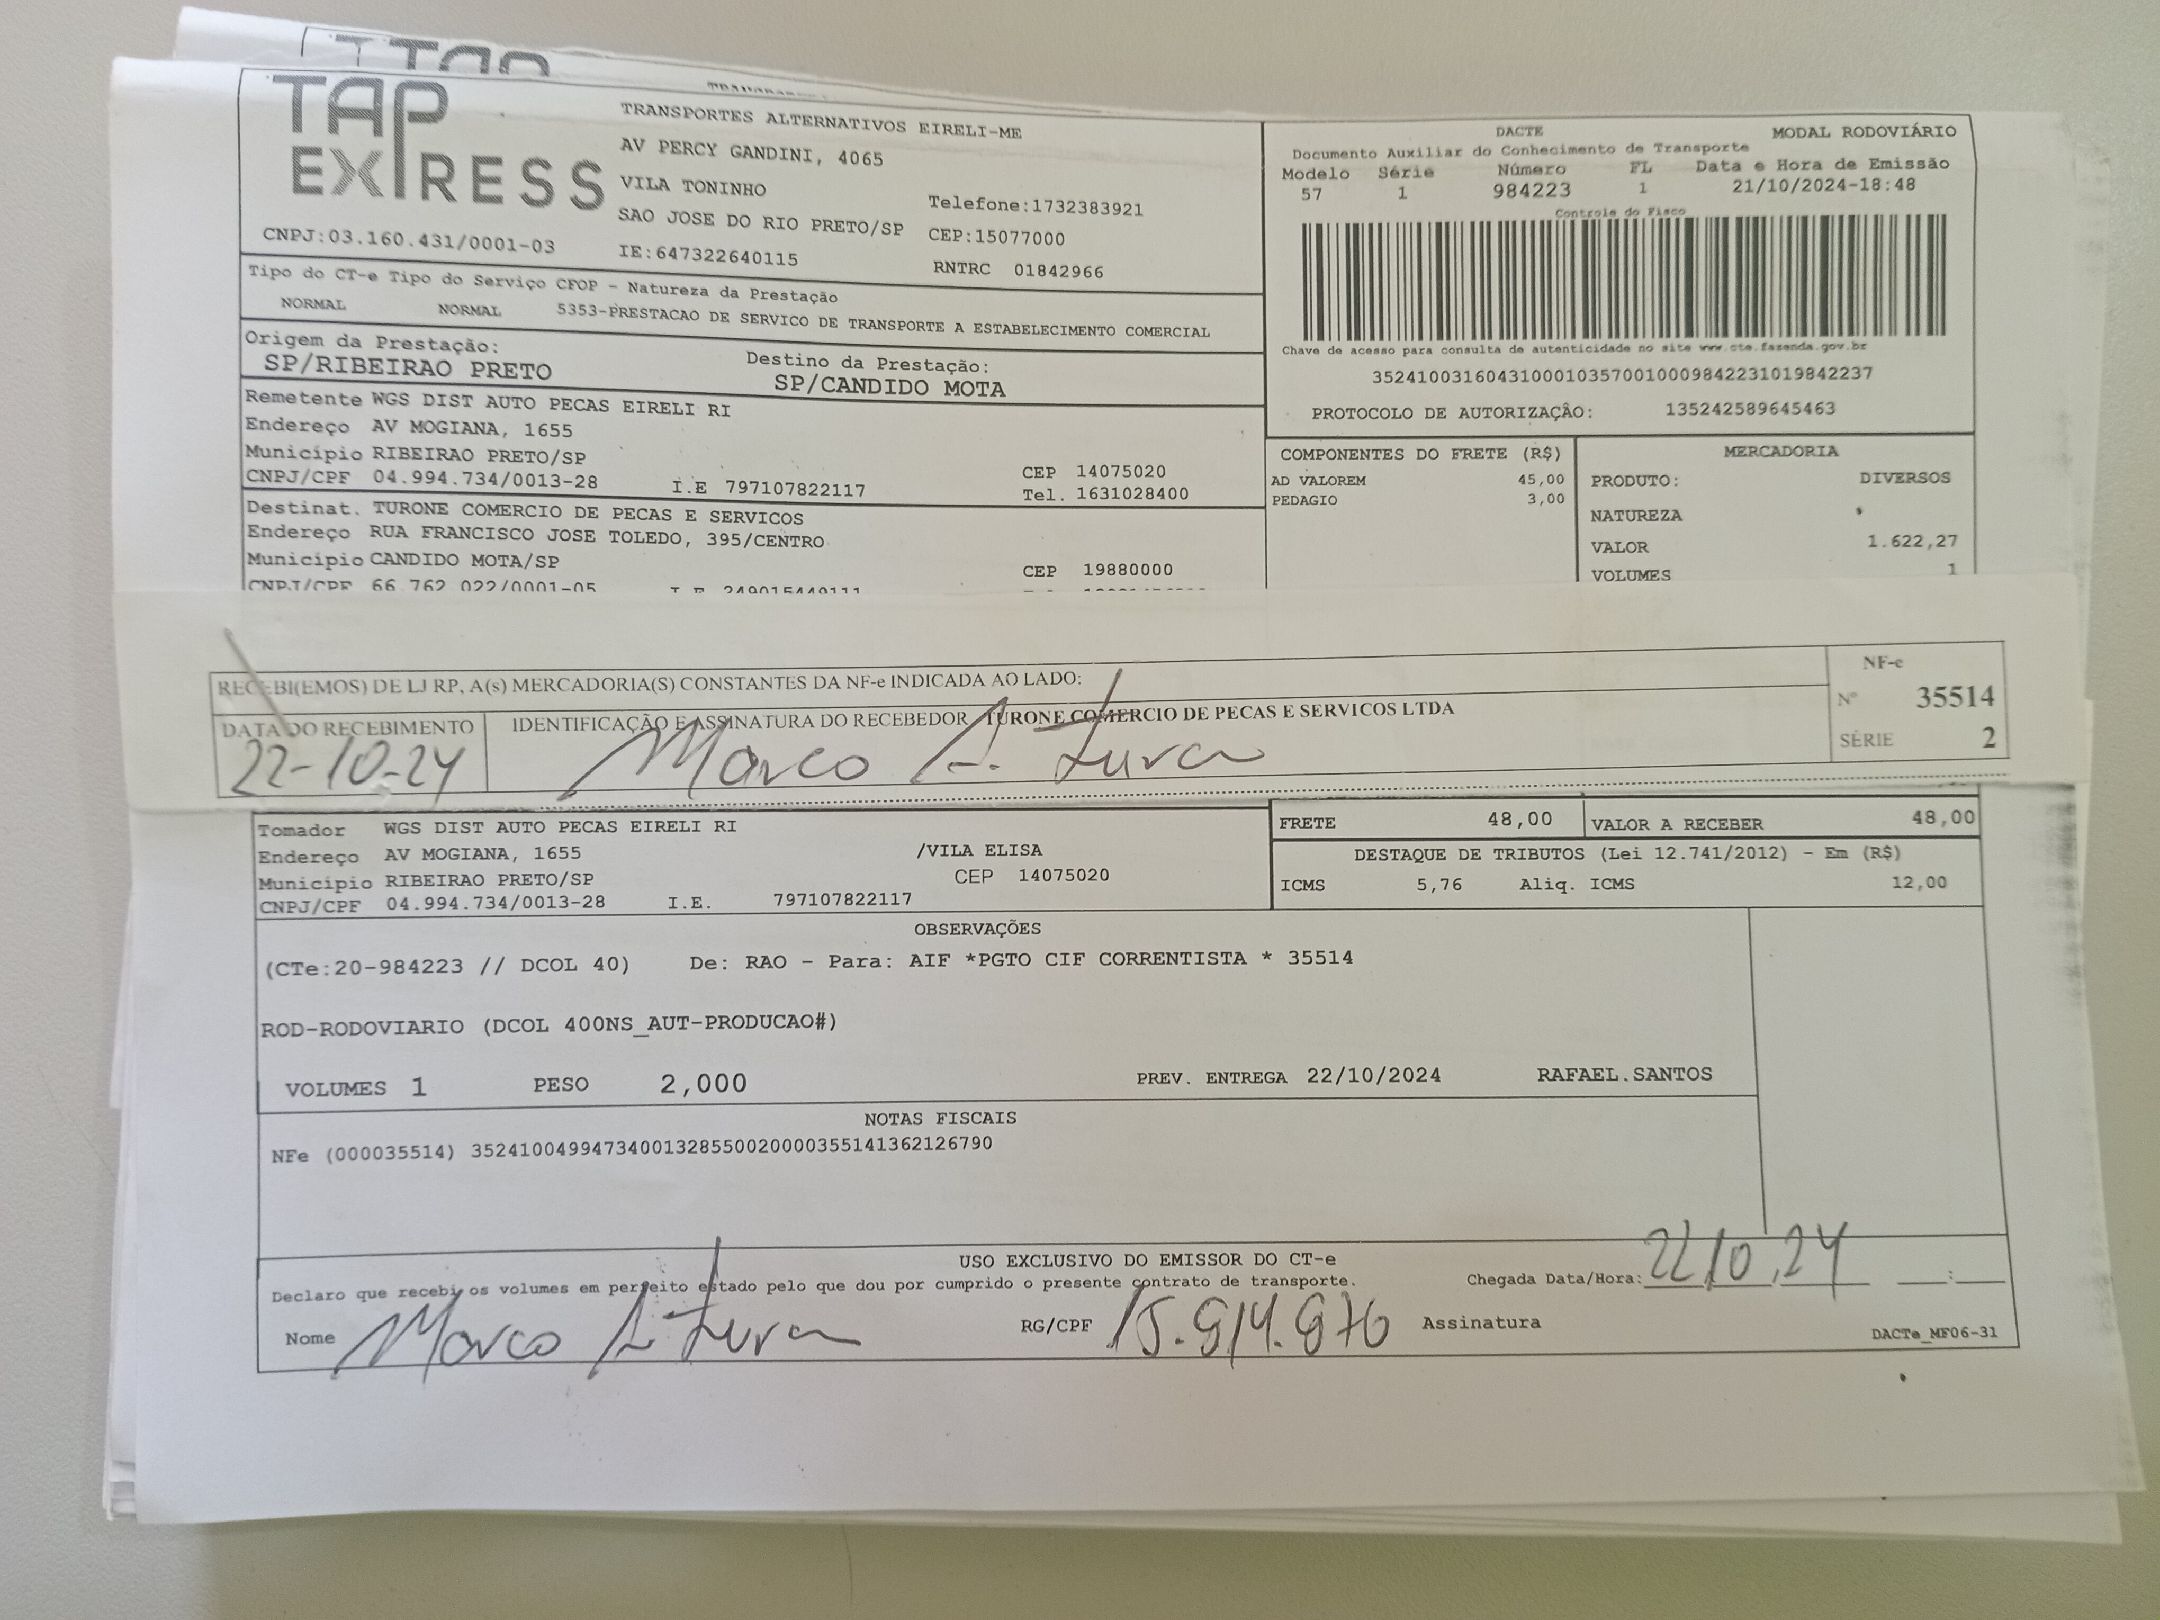 TAP
TAP EXPRESS
TRANSPORTES ALTERNATIVOS EIRELI-ME
AV PERCY GANDINI, 4065
VILA TONINHO
SAO JOSE DO RIO PRETO/SP
Telefone:1732383921
CEP:15077000
CNPJ:03.160.431/0001-03
IE:647322640115
RNTRC 01842966
Tipo do CT-e Tipo do Serviço CFOP - Natureza da Prestação
NORMAL NORMAL 5353-PRESTACAO DE SERVICO DE TRANSPORTE A ESTABELECIMENTO COMERCIAL
Origem da Prestação:
SP/RIBEIRAO PRETO
Destino da Prestação:
SP/CANDIDO MOTA
Remetente WGS DIST AUTO PECAS EIRELI RI
Endereço AV MOGIANA, 1655
Município RIBEIRAO PRETO/SP
CEP 14075020
CNPJ/CPF 04.994.734/0013-28 I.E 797107822117
Tel. 1631028400
Destinat. TURONE COMERCIO DE PECAS E SERVICOS
Endereço RUA FRANCISCO JOSE TOLEDO, 395/CENTRO
Município CANDIDO MOTA/SP
CEP 19880000
CNPJ/CPF 66.762.022/0001-05
DACTE MODAL RODOVIÁRIO
Documento Auxiliar do Conhecimento de Transporte
Modelo Série Número FL Data e Hora de Emissão
57 1 984223 1 21/10/2024-18:48
Controle do Fisco
Chave de acesso para consulta de autenticidade no site www.cte.fazenda.gov.br
35241003160431000103570010009842231019842237
PROTOCOLO DE AUTORIZAÇÃO: 135242589645463
COMPONENTES DO FRETE (R$)
AD VALOREM 45,00
PEDAGIO 3,00
MERCADORIA
PRODUTO: DIVERSOS
NATUREZA
VALOR 1.622,27
VOLUMES 1
RECEBI(EMOS) DE LJ RP, A(s) MERCADORIA(S) CONSTANTES DA NF-e INDICADA AO LADO:
DATA DO RECEBIMENTO
22-10-24
IDENTIFICAÇÃO E ASSINATURA DO RECEBEDOR TURONE COMERCIO DE PECAS E SERVICOS LTDA
Marco A.
NF-e
Nº 35514
SÉRIE 2
Tomador WGS DIST AUTO PECAS EIRELI RI
Endereço AV MOGIANA, 1655 /VILA ELISA
Município RIBEIRAO PRETO/SP CEP 14075020
CNPJ/CPF 04.994.734/0013-28 I.E. 797107822117
FRETE 48,00 VALOR A RECEBER 48,00
DESTAQUE DE TRIBUTOS (Lei 12.741/2012) - Em (R$)
ICMS 5,76 Aliq. ICMS 12,00
OBSERVAÇÕES
(CTe:20-984223 // DCOL 40) De: RAO - Para: AIF *PGTO CIF CORRENTISTA * 35514
ROD-RODOVIARIO (DCOL 400NS_AUT-PRODUCAO#)
VOLUMES 1 PESO 2,000 PREV. ENTREGA 22/10/2024 RAFAEL.SANTOS
NOTAS FISCAIS
NFe (000035514) 35241004994734001328550020000355141362126790
USO EXCLUSIVO DO EMISSOR DO CT-e
Declaro que recebi os volumes em perfeito estado pelo que dou por cumprido o presente contrato de transporte.
Chegada Data/Hora: 22/10.24 __:__
Nome Marco A. RG/CPF Assinatura
DACTe_MF06-31